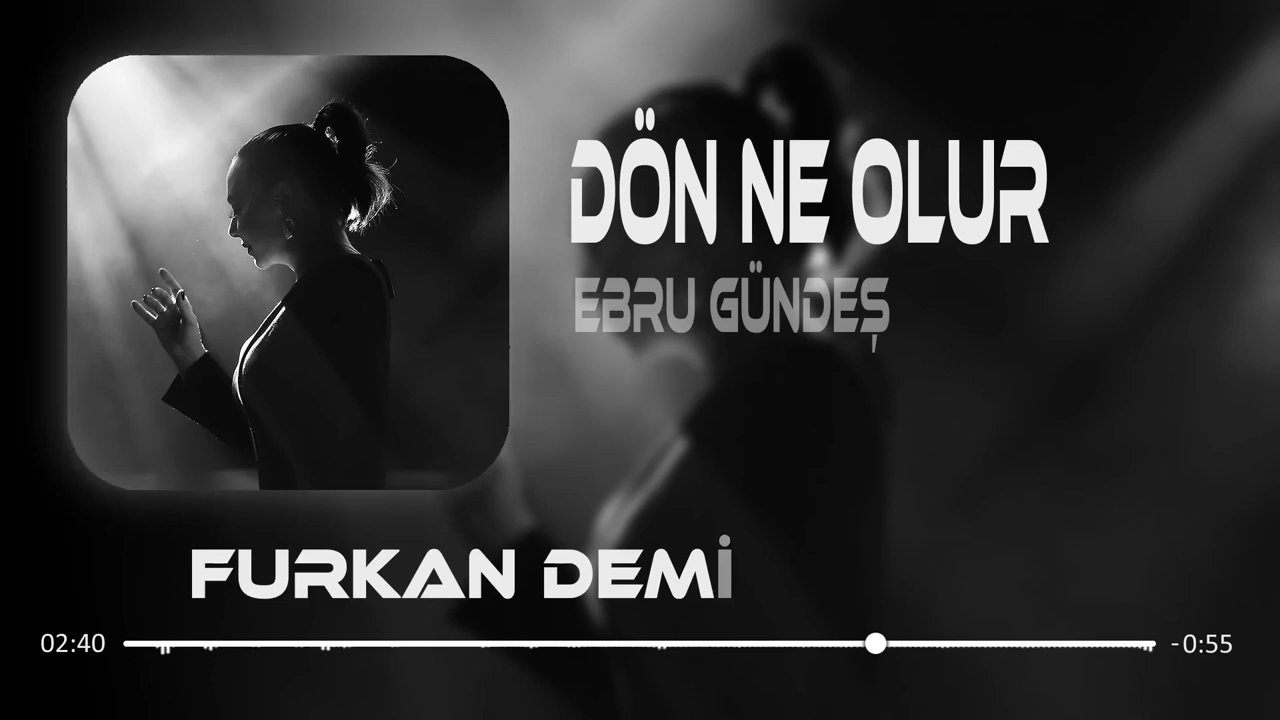 DÖN NE OLUR
EBRU GÜNDEŞ
FURKAN DEMİ
02:40
-0:55